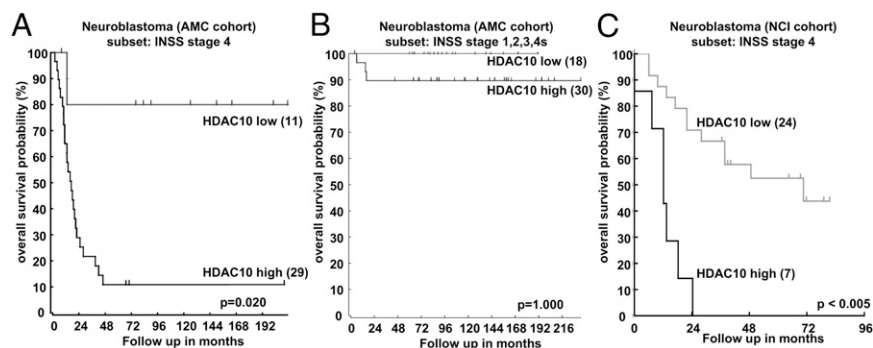 A
Neuroblastoma (AMC cohort)
subset: INSS stage 4
overall survival probability (%)
100
90
80
70
60
50
40
30
20
10
0
HDAC10 low (11)
HDAC10 high (29)
p=0.020
0 24 48 72 96 120 144 168 192
Follow up in months
B
Neuroblastoma (AMC cohort)
subset: INSS stage 1,2,3,4s
overall survival probability (%)
100
90
80
70
60
50
40
30
20
10
0
HDAC10 low (18)
HDAC10 high (30)
p=1.000
0 24 48 72 96 120 144 168 192 216
Follow up in months
C
Neuroblastoma (NCI cohort)
subset: INSS stage 4
overall survival probability (%)
100
90
80
70
60
50
40
30
20
10
0
HDAC10 low (24)
HDAC10 high (7)
p < 0.005
0 24 48 72 96
Follow up in months